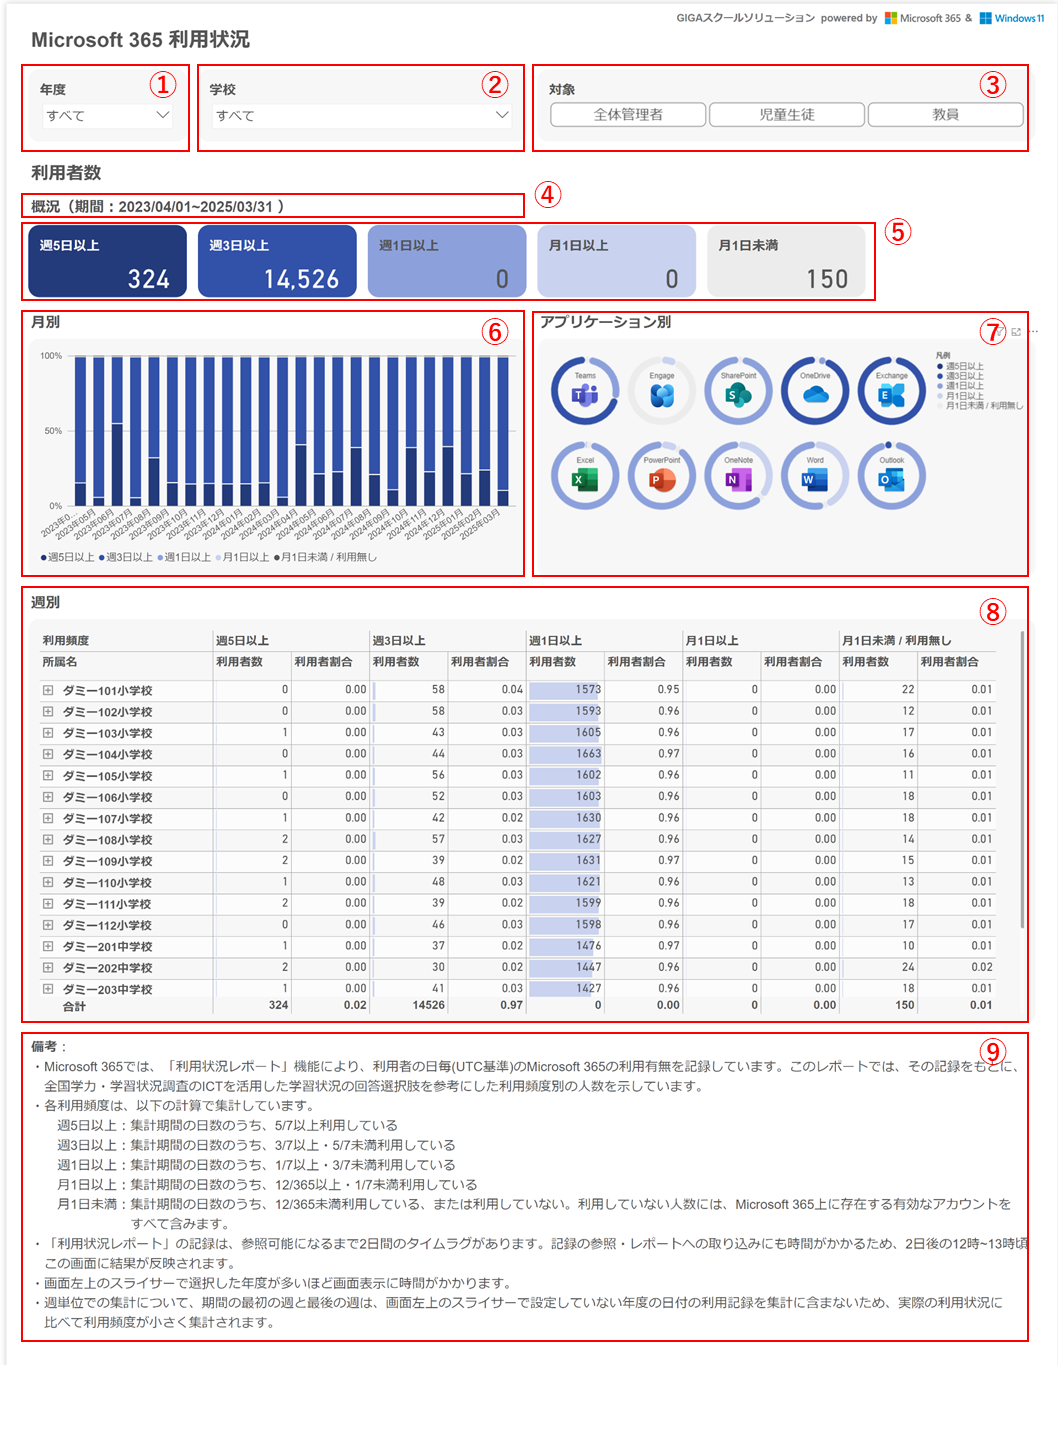 GIGAスクールソリューション powered by Microsoft 365 & Windows 11
Microsoft 365 利用状況
① ② ③
年度 学校 対象
すべて すべて 全体管理者 児童生徒 教員
利用者数
概況（期間：2023/04/01~2025/03/31 ） ④
⑤
週5日以上 週3日以上 週1日以上 月1日以上 月1日未満
324 14,526 0 0 150
月別 ⑥
100%
50%
0%
2023年0... 2023年05月 2023年06月 2023年07月 2023年08月 2023年09月 2023年10月 2023年11月 2023年12月 2024年01月 2024年02月 2024年03月 2024年04月 2024年05月 2024年06月 2024年07月 2024年08月 2024年09月 2024年10月 2024年11月 2024年12月 2025年01月 2025年02月 2025年03月
●週5日以上 ●週3日以上 ●週1日以上 ●月1日以上 ●月1日未満 / 利用無し
アプリケーション別 ⑦
Teams Engage SharePoint OneDrive Exchange
Excel PowerPoint OneNote Word Outlook
凡例
週5日以上
週3日以上
週1日以上
月1日以上
月1日未満 / 利用無し
週別 ⑧
利用頻度 週5日以上 週3日以上 週1日以上 月1日以上 月1日未満 / 利用無し
所属名 利用者数 利用者割合 利用者数 利用者割合 利用者数 利用者割合 利用者数 利用者割合 利用者数 利用者割合
ダミー101小学校 0 0.00 58 0.04 1573 0.95 0 0.00 22 0.01
ダミー102小学校 0 0.00 58 0.03 1593 0.96 0 0.00 12 0.01
ダミー103小学校 1 0.00 43 0.03 1605 0.96 0 0.00 17 0.01
ダミー104小学校 0 0.00 44 0.03 1663 0.97 0 0.00 16 0.01
ダミー105小学校 1 0.00 56 0.03 1602 0.96 0 0.00 11 0.01
ダミー106小学校 0 0.00 52 0.03 1603 0.96 0 0.00 18 0.01
ダミー107小学校 1 0.00 42 0.02 1630 0.96 0 0.00 18 0.01
ダミー108小学校 2 0.00 57 0.03 1627 0.96 0 0.00 14 0.01
ダミー109小学校 2 0.00 39 0.02 1631 0.97 0 0.00 15 0.01
ダミー110小学校 1 0.00 48 0.03 1621 0.96 0 0.00 13 0.01
ダミー111小学校 2 0.00 39 0.02 1599 0.96 0 0.00 18 0.01
ダミー112小学校 0 0.00 46 0.03 1598 0.96 0 0.00 17 0.01
ダミー201中学校 1 0.00 37 0.02 1476 0.97 0 0.00 10 0.01
ダミー202中学校 2 0.00 30 0.02 1447 0.96 0 0.00 24 0.02
ダミー203中学校 1 0.00 41 0.03 1427 0.96 0 0.00 18 0.01
合計 324 0.02 14526 0.97 0 0.00 0 0.00 150 0.01
備考： ⑨
・Microsoft 365では、「利用状況レポート」機能により、利用者の日毎(UTC基準)のMicrosoft 365の利用有無を記録しています。このレポートでは、その記録をもとに、
全国学力・学習状況調査のICTを活用した学習状況の回答選択肢を参考にした利用頻度別の人数を示しています。
・各利用頻度は、以下の計算で集計しています。
週5日以上：集計期間の日数のうち、5/7以上利用している
週3日以上：集計期間の日数のうち、3/7以上・5/7未満利用している
週1日以上：集計期間の日数のうち、1/7以上・3/7未満利用している
月1日以上：集計期間の日数のうち、12/365以上・1/7未満利用している
月1日未満：集計期間の日数のうち、12/365未満利用している、または利用していない。利用していない人数には、Microsoft 365上に存在する有効なアカウントを
すべて含みます。
・「利用状況レポート」の記録は、参照可能になるまで2日間のタイムラグがあります。記録の参照・レポートへの取り込みにも時間がかかるため、2日後の12時~13時頃
この画面に結果が反映されます。
・画面左上のスライサーで選択した年度が多いほど画面表示に時間がかかります。
・週単位での集計について、期間の最初の週と最後の週は、画面左上のスライサーで設定していない年度の日付の利用記録を集計に含まないため、実際の利用状況に
比べて利用頻度が小さく集計されます。